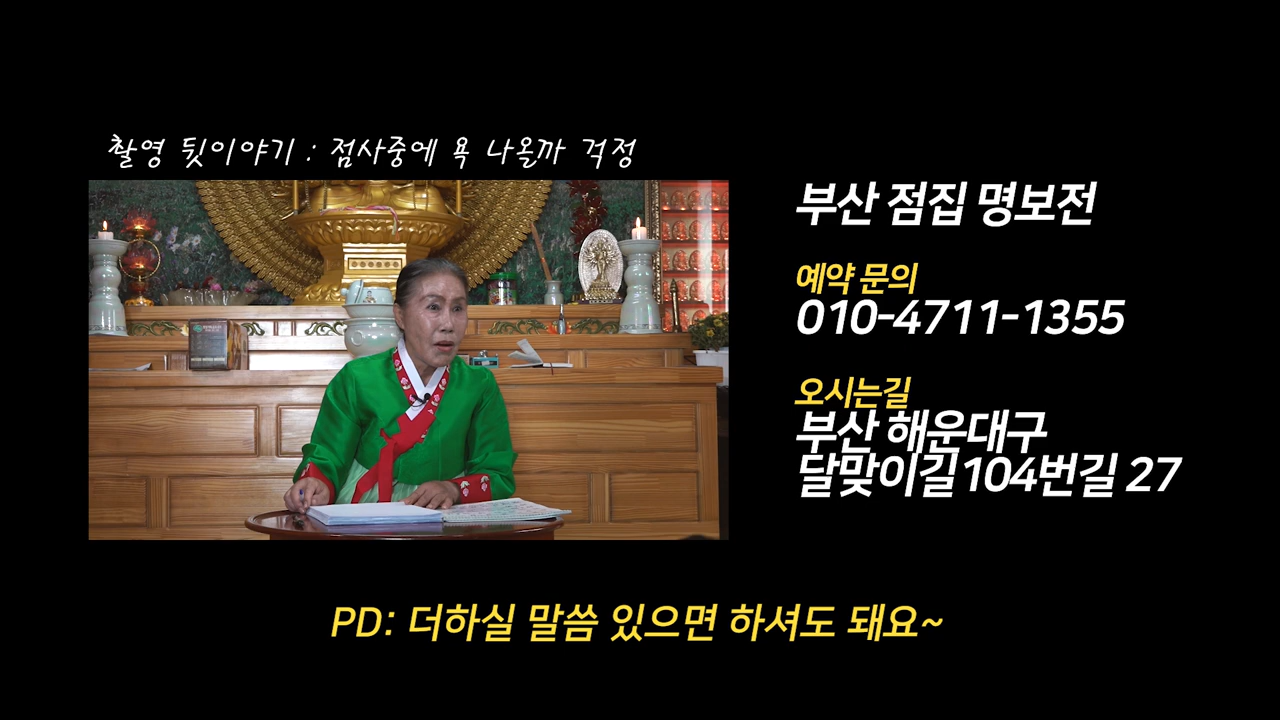 촬영 뒷이야기 : 점사중에 욕 나올까 걱정
부산 점집 명보전
예약 문의
010-4711-1355
오시는길
부산 해운대구
달맞이길104번길 27
PD: 더하실 말씀 있으면 하셔도 돼요~